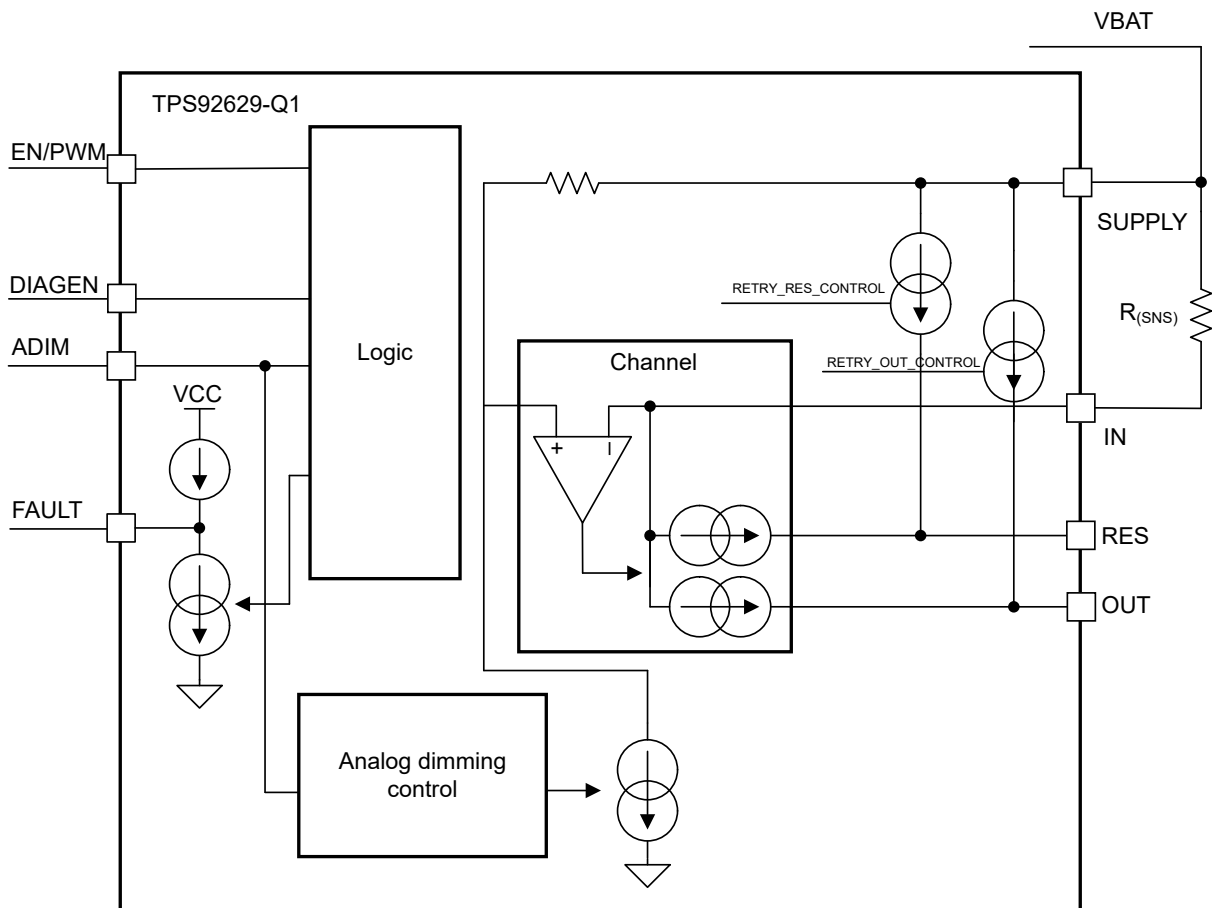 VBAT
TPS92629-Q1
EN/PWM
SUPPLY
DIAGEN
RETRY_RES_CONTROL
R(SNS)
ADIM
Logic
Channel
RETRY_OUT_CONTROL
VCC
IN
+
–
FAULT
RES
OUT
Analog dimming
control